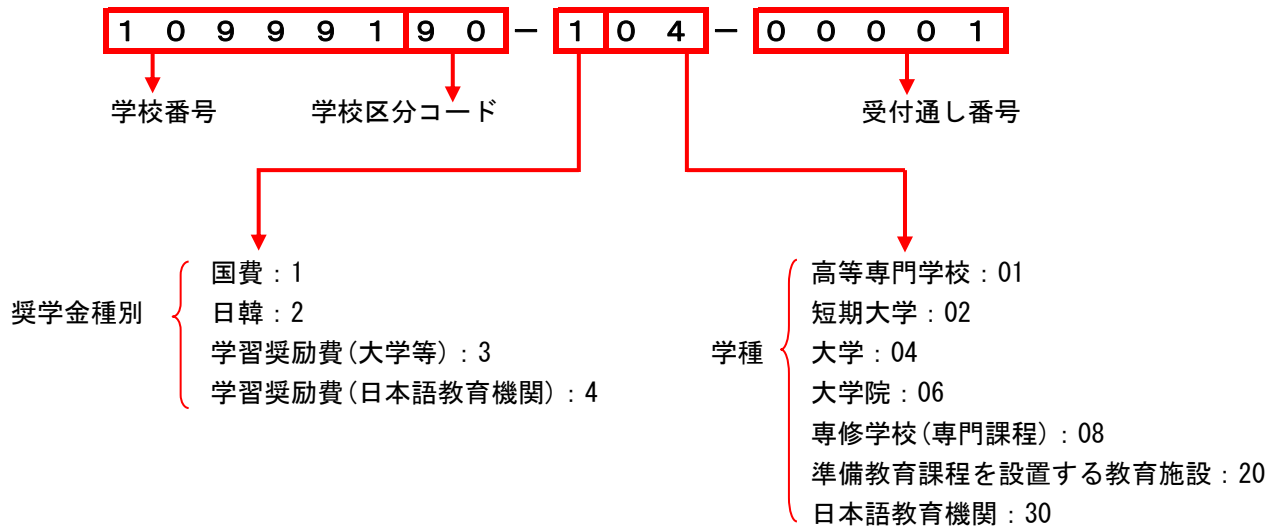 １０９９９１９０－１０４－００００１
学校番号 学校区分コード 受付通し番号
奨学金種別
国費：1
日韓：2
学習奨励費(大学等)：3
学習奨励費(日本語教育機関)：4
学種
高等専門学校：01
短期大学：02
大学：04
大学院：06
専修学校(専門課程)：08
準備教育課程を設置する教育施設：20
日本語教育機関：30